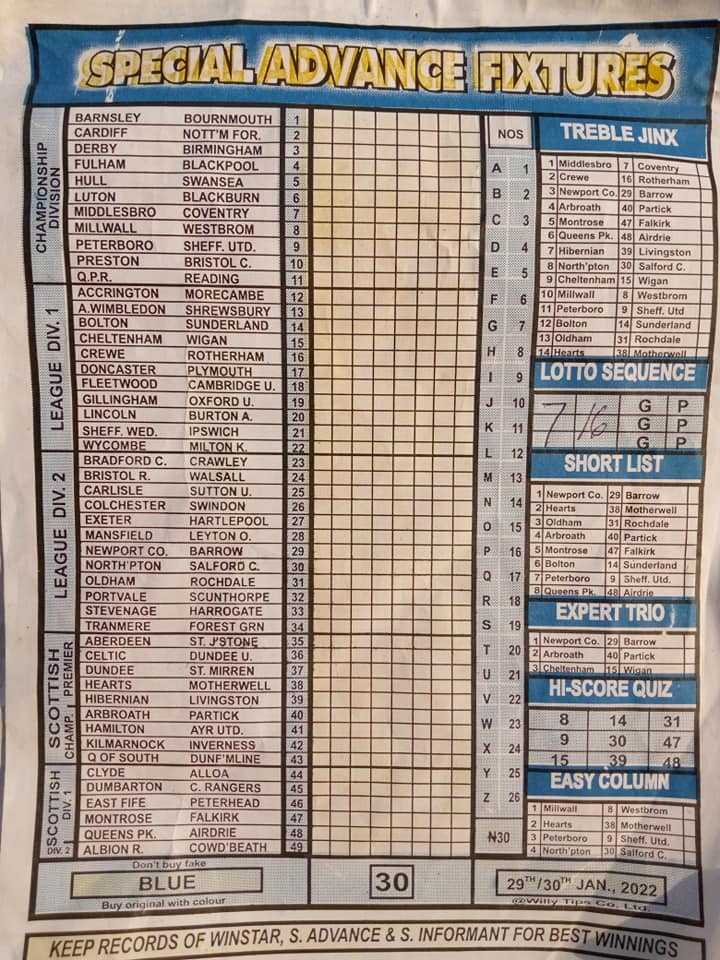 SPECIAL ADVANCE FIXTURES
CHAMPIONSHIP DIVISION
BARNSLEY BOURNMOUTH 1
CARDIFF NOTT'M FOR. 2
DERBY BIRMINGHAM 3
FULHAM BLACKPOOL 4
HULL SWANSEA 5
LUTON BLACKBURN 6
MIDDLESBRO COVENTRY 7
MILLWALL WESTBROM 8
PETERBORO SHEFF. UTD. 9
PRESTON BRISTOL C. 10
Q.P.R. READING 11
LEAGUE DIV. 1
ACCRINGTON MORECAMBE 12
A.WIMBLEDON SHREWSBURY 13
BOLTON SUNDERLAND 14
CHELTENHAM WIGAN 15
CREWE ROTHERHAM 16
DONCASTER PLYMOUTH 17
FLEETWOOD CAMBRIDGE U. 18
GILLINGHAM OXFORD U. 19
LINCOLN BURTON A. 20
SHEFF. WED. IPSWICH 21
WYCOMBE MILTON K. 22
LEAGUE DIV. 2
BRADFORD C. CRAWLEY 23
BRISTOL R. WALSALL 24
CARLISLE SUTTON U. 25
COLCHESTER SWINDON 26
EXETER HARTLEPOOL 27
MANSFIELD LEYTON O. 28
NEWPORT CO. BARROW 29
NORTH'PTON SALFORD C. 30
OLDHAM ROCHDALE 31
PORTVALE SCUNTHORPE 32
STEVENAGE HARROGATE 33
TRANMERE FOREST GRN 34
SCOTTISH PREMIER
ABERDEEN ST. J'STONE 35
CELTIC DUNDEE U. 36
DUNDEE ST. MIRREN 37
HEARTS MOTHERWELL 38
HIBERNIAN LIVINGSTON 39
CHAMP.
ARBROATH PARTICK 40
HAMILTON AYR UTD. 41
KILMARNOCK INVERNESS 42
Q OF SOUTH DUNF'MLINE 43
SCOTTISH DIV. 1
CLYDE ALLOA 44
DUMBARTON C. RANGERS 45
EAST FIFE PETERHEAD 46
MONTROSE FALKIRK 47
QUEENS PK. AIRDRIE 48
DIV. 2
ALBION R. COWD'BEATH 49
NOS
A 1
B 2
C 3
D 4
E 5
F 6
G 7
H 8
I 9
J 10
K 11
L 12
M 13
N 14
O 15
P 16
Q 17
R 18
S 19
T 20
U 21
V 22
W 23
X 24
Y 25
Z 26
₦30
TREBLE JINX
1 Middlesbro 7 Coventry
2 Crewe 16 Rotherham
3 Newport Co. 29 Barrow
4 Arbroath 40 Partick
5 Montrose 47 Falkirk
6 Queens Pk. 48 Airdrie
7 Hibernian 39 Livingston
8 North'pton 30 Salford C.
9 Cheltenham 15 Wigan
10 Millwall 8 Westbrom
11 Peterboro 9 Sheff. Utd
12 Bolton 14 Sunderland
13 Oldham 31 Rochdale
14 Hearts 38 Motherwell
LOTTO SEQUENCE
7 16 G P
G P
G P
SHORT LIST
1 Newport Co. 29 Barrow
2 Hearts 38 Motherwell
3 Oldham 31 Rochdale
4 Arbroath 40 Partick
5 Montrose 47 Falkirk
6 Bolton 14 Sunderland
7 Peterboro 9 Sheff. Utd.
8 Queens Pk. 48 Airdrie
EXPERT TRIO
1 Newport Co. 29 Barrow
2 Arbroath 40 Partick
3 Cheltenham 15 Wigan
HI-SCORE QUIZ
8 14 31
9 30 47
15 39 48
EASY COLUMN
1 Millwall 8 Westbrom
2 Hearts 38 Motherwell
3 Peterboro 9 Sheff. Utd.
4 North'pton 30 Salford C.
Don't buy fake
BLUE
Buy original with colour
30
29TH/30TH JAN., 2022
@Willy Tips Co. Ltd.
KEEP RECORDS OF WINSTAR, S. ADVANCE & S. INFORMANT FOR BEST WINNINGS